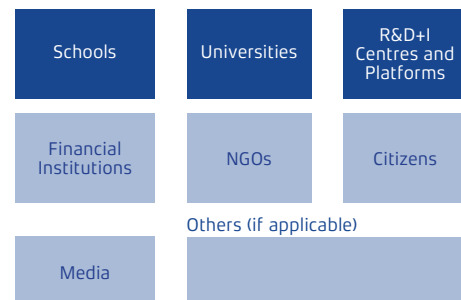 Schools
Universities
R&D+I
Centres and
Platforms
Financial
Institutions
NGOs
Citizens
Others (if applicable)
Media